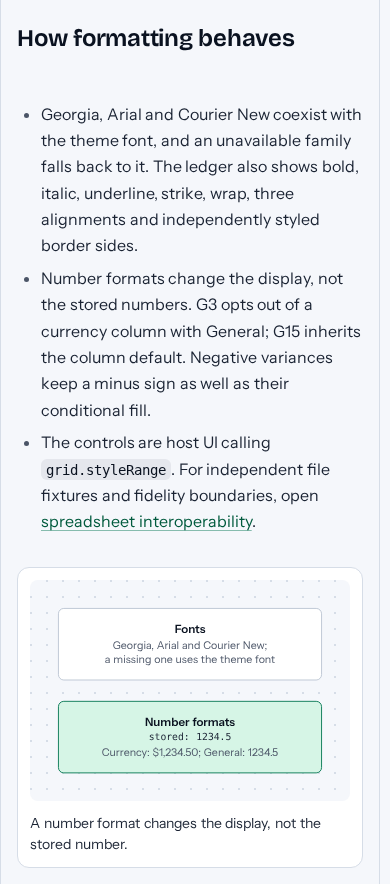 How formatting behaves
Georgia, Arial and Courier New coexist with
the theme font, and an unavailable family
falls back to it. The ledger also shows bold,
italic, underline, strike, wrap, three
alignments and independently styled
border sides.
Number formats change the display, not
the stored numbers. G3 opts out of a
currency column with General; G15 inherits
the column default. Negative variances
keep a minus sign as well as their
conditional fill.
The controls are host UI calling
grid.styleRange. For independent file
fixtures and fidelity boundaries, open
spreadsheet interoperability.
Fonts
Georgia, Arial and Courier New;
a missing one uses the theme font
Number formats
stored: 1234.5
Currency: $1,234.50; General: 1234.5
A number format changes the display, not the
stored number.